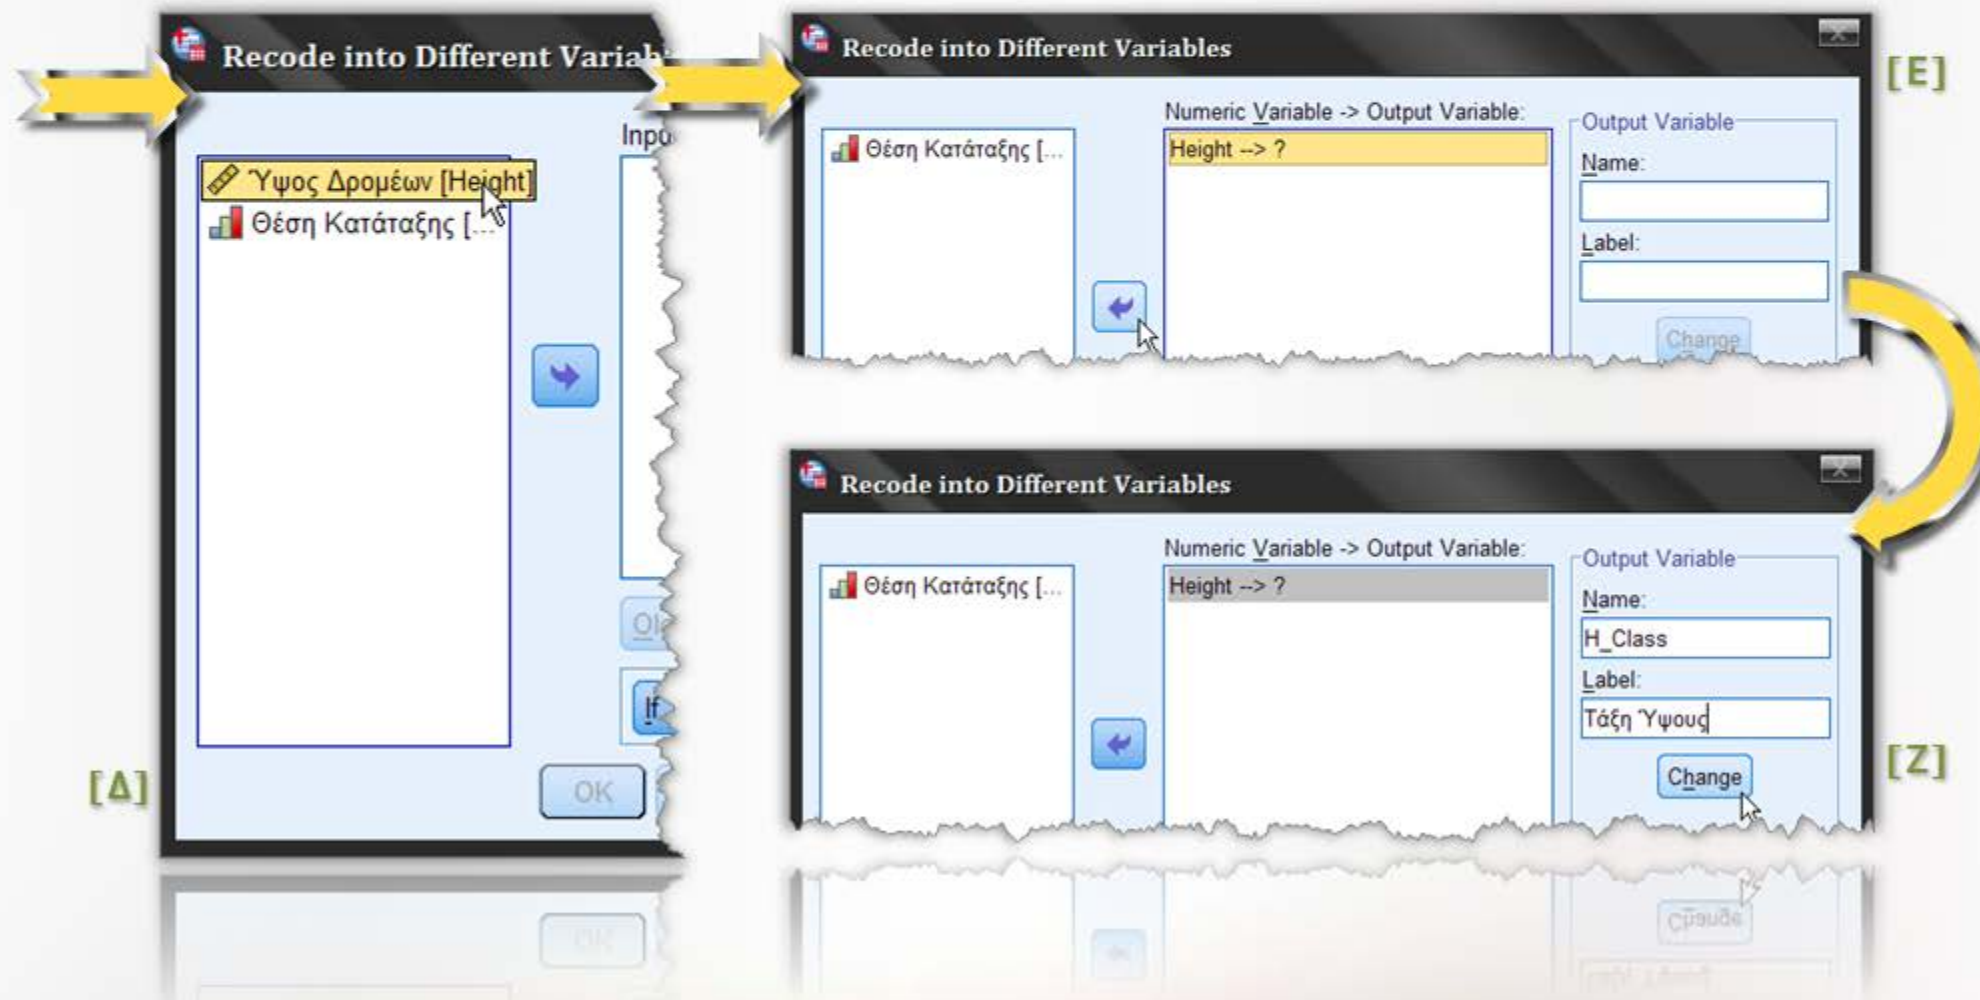 Recode into Different Variab
Inpu
Ύψος Δρομέων [Height]
Θέση Κατάταξης [...
If
OK
[Δ]
Recode into Different Variables
[Ε]
Numeric Variable -> Output Variable:
Θέση Κατάταξης [...
Height --> ?
Output Variable
Name:
Label:
Change
Recode into Different Variables
Numeric Variable -> Output Variable:
Θέση Κατάταξης [...
Height --> ?
Output Variable
Name:
H_Class
Label:
Τάξη Ύψους
Change
[Ζ]